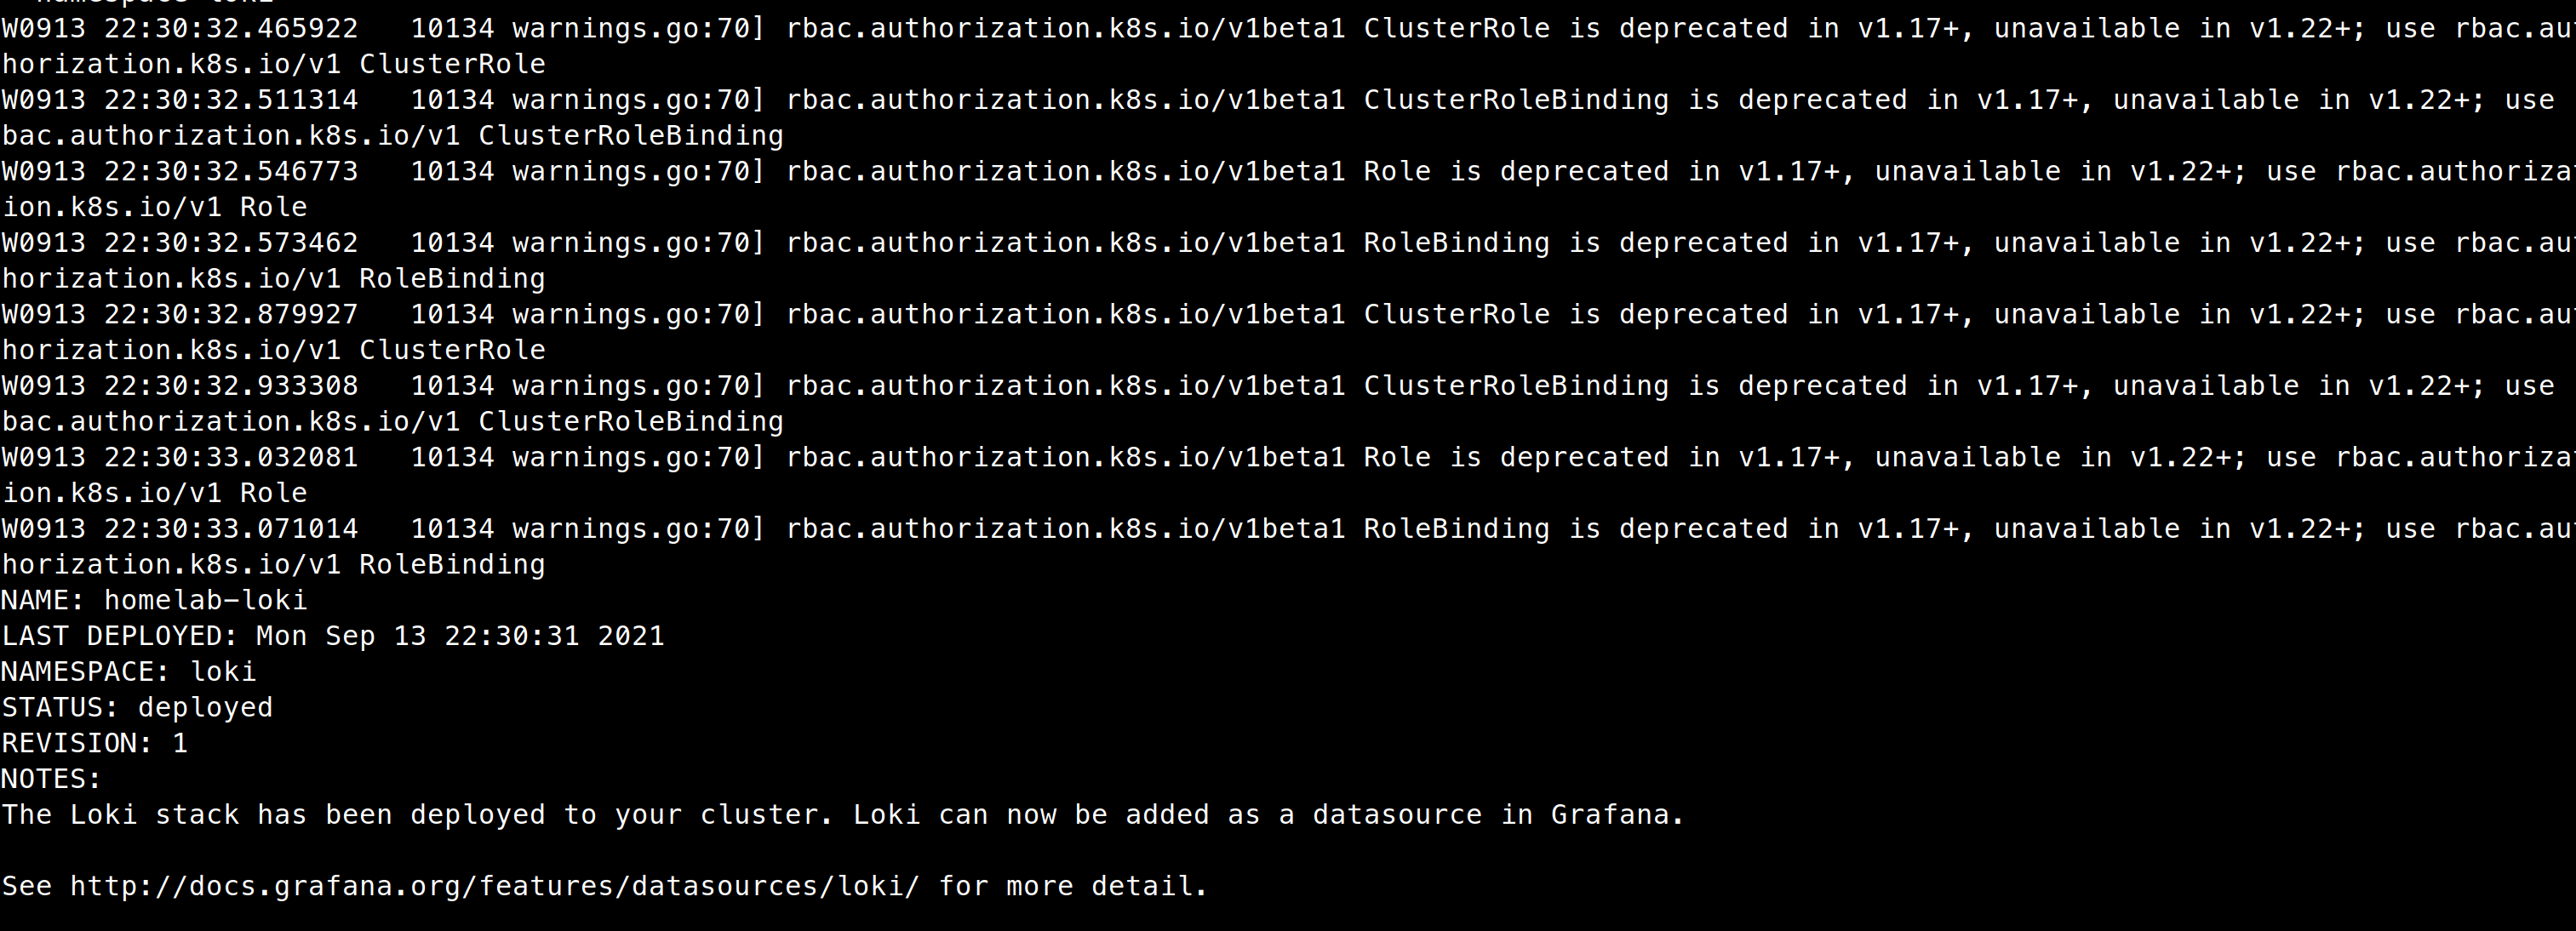 W0913 22:30:32.465922   10134 warnings.go:70] rbac.authorization.k8s.io/v1beta1 ClusterRole is deprecated in v1.17+, unavailable in v1.22+; use rbac.aut
horization.k8s.io/v1 ClusterRole
W0913 22:30:32.511314   10134 warnings.go:70] rbac.authorization.k8s.io/v1beta1 ClusterRoleBinding is deprecated in v1.17+, unavailable in v1.22+; use
bac.authorization.k8s.io/v1 ClusterRoleBinding
W0913 22:30:32.546773   10134 warnings.go:70] rbac.authorization.k8s.io/v1beta1 Role is deprecated in v1.17+, unavailable in v1.22+; use rbac.authorizat
ion.k8s.io/v1 Role
W0913 22:30:32.573462   10134 warnings.go:70] rbac.authorization.k8s.io/v1beta1 RoleBinding is deprecated in v1.17+, unavailable in v1.22+; use rbac.aut
horization.k8s.io/v1 RoleBinding
W0913 22:30:32.879927   10134 warnings.go:70] rbac.authorization.k8s.io/v1beta1 ClusterRole is deprecated in v1.17+, unavailable in v1.22+; use rbac.aut
horization.k8s.io/v1 ClusterRole
W0913 22:30:32.933308   10134 warnings.go:70] rbac.authorization.k8s.io/v1beta1 ClusterRoleBinding is deprecated in v1.17+, unavailable in v1.22+; use
bac.authorization.k8s.io/v1 ClusterRoleBinding
W0913 22:30:33.032081   10134 warnings.go:70] rbac.authorization.k8s.io/v1beta1 Role is deprecated in v1.17+, unavailable in v1.22+; use rbac.authorizat
ion.k8s.io/v1 Role
W0913 22:30:33.071014   10134 warnings.go:70] rbac.authorization.k8s.io/v1beta1 RoleBinding is deprecated in v1.17+, unavailable in v1.22+; use rbac.aut
horization.k8s.io/v1 RoleBinding
NAME: homelab-loki
LAST DEPLOYED: Mon Sep 13 22:30:31 2021
NAMESPACE: loki
STATUS: deployed
REVISION: 1
NOTES:
The Loki stack has been deployed to your cluster. Loki can now be added as a datasource in Grafana.
See http://docs.grafana.org/features/datasources/loki/ for more detail.